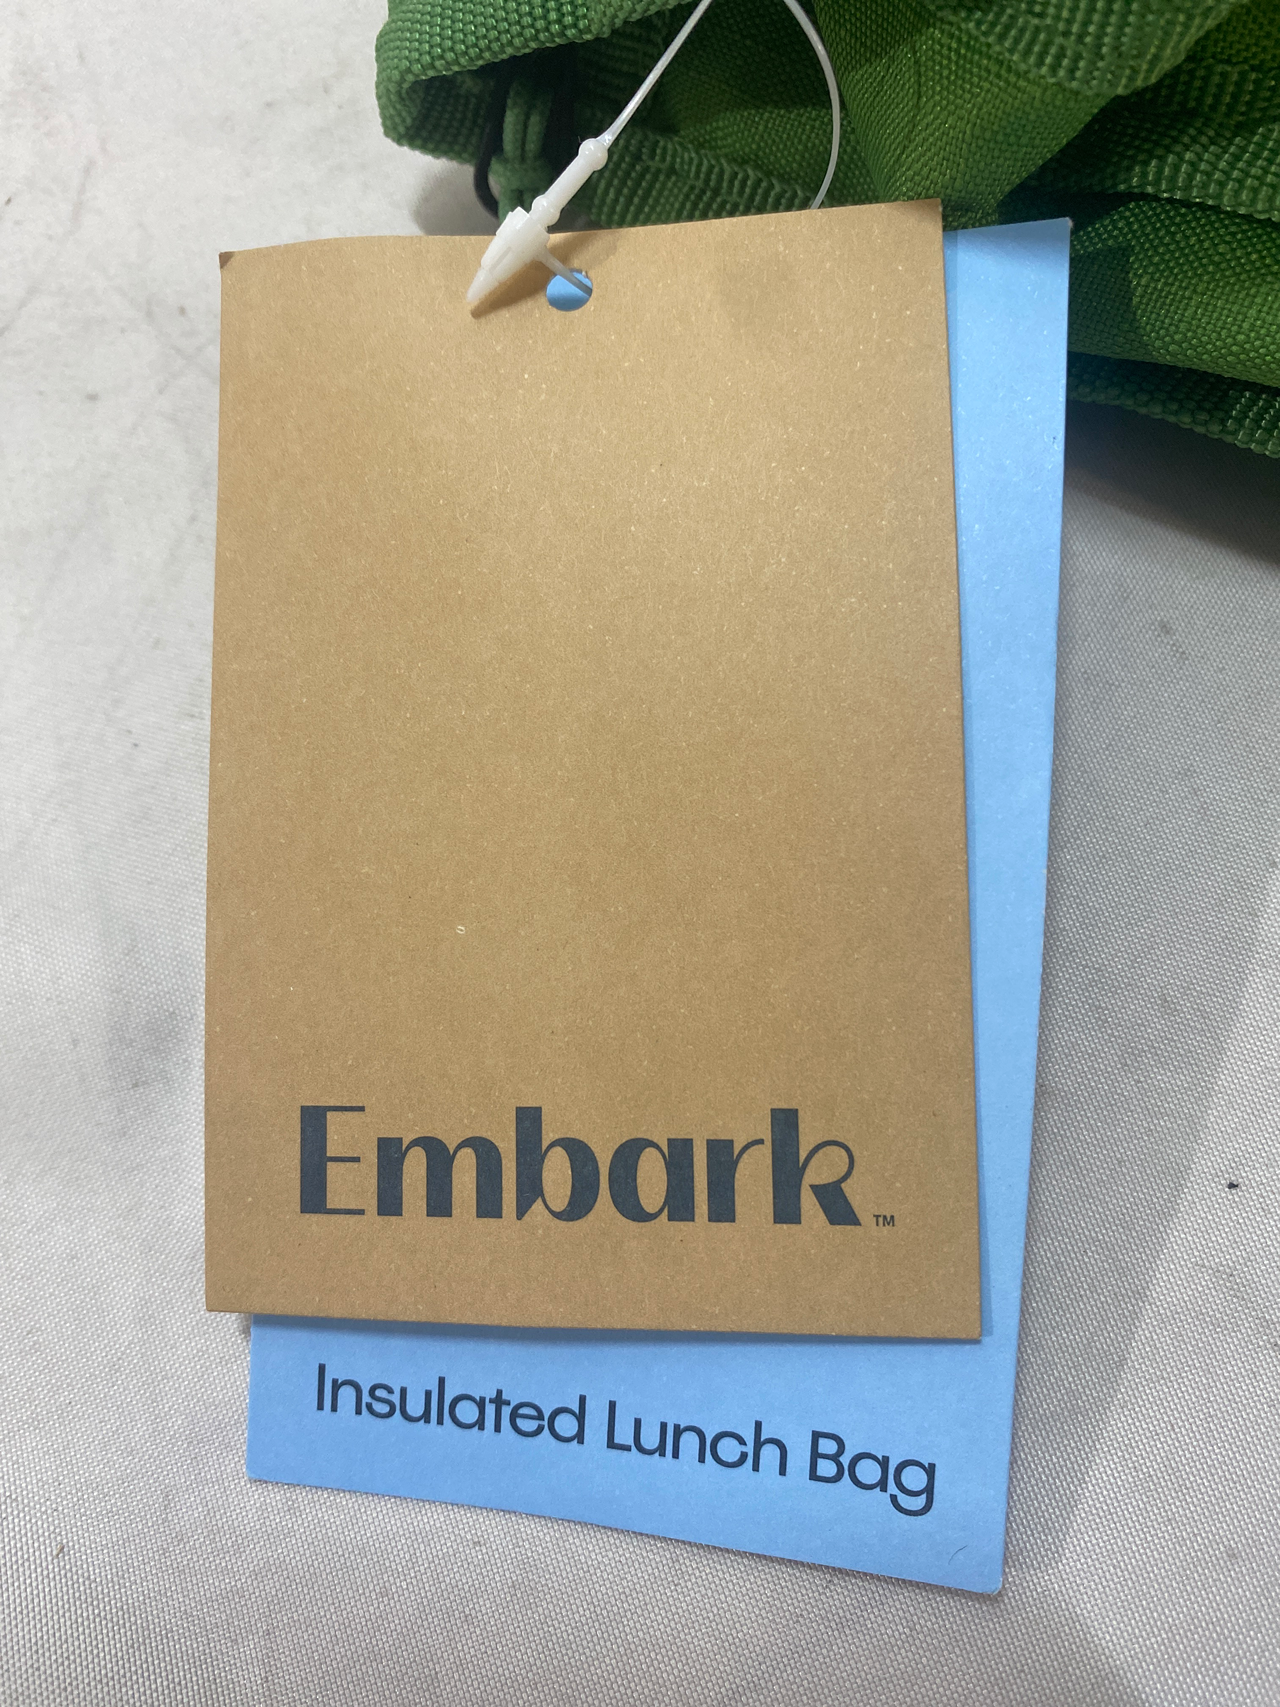 Embark™
Insulated Lunch Bag